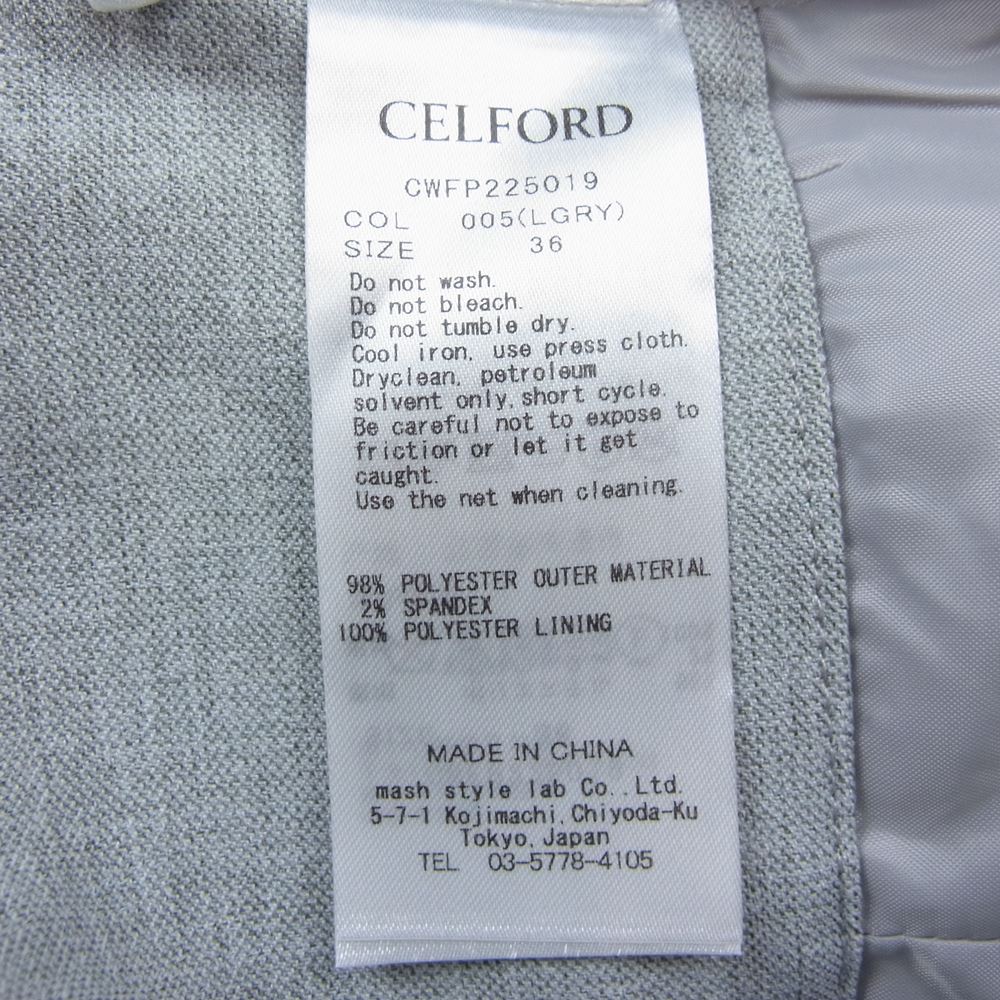 CELFORD
CWFP225019
COL 005(LGRY)
SIZE 36
Do not wash.
Do not bleach.
Do not tumble dry.
Cool iron, use press cloth.
Dryclean, petroleum
solvent only,short cycle.
Be careful not to expose to
friction or let it get
caught.
Use the net when cleaning.
98% POLYESTER OUTER MATERIAL
2% SPANDEX
100% POLYESTER LINING
MADE IN CHINA
mash style lab Co.,Ltd.
5-7-1 Kojimachi,Chiyoda-Ku
Tokyo,Japan
TEL 03-5778-4105